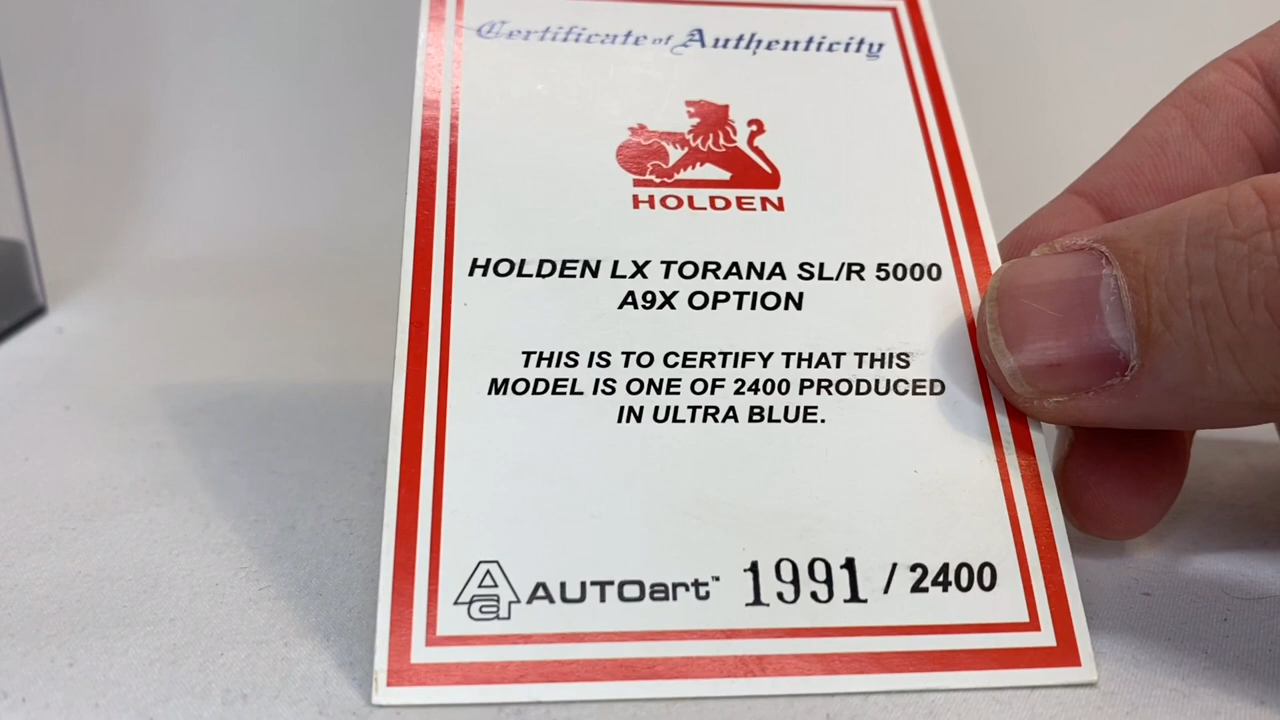 Certificate of Authenticity
HOLDEN
HOLDEN LX TORANA SL/R 5000
A9X OPTION
THIS IS TO CERTIFY THAT THIS
MODEL IS ONE OF 2400 PRODUCED
IN ULTRA BLUE.
AUTOart™ 1991 / 2400